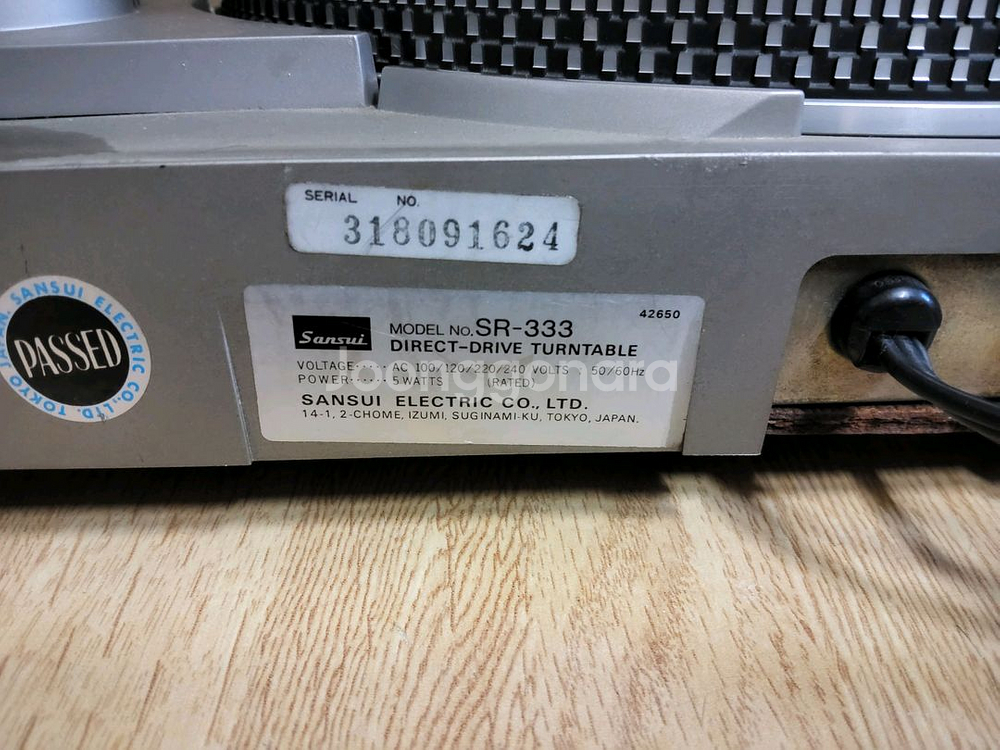 SERIAL NO.
318091624
SANSUI ELECTRIC CO., LTD. TOKYO JAPAN.
PASSED
42650
Sansui
MODEL NO. SR-333
DIRECT-DRIVE TURNTABLE
VOLTAGE····· AC 100/120/220/240 VOLTS : 50/60Hz
POWER······ 5 WATTS (RATED)
SANSUI ELECTRIC CO., LTD.
14-1, 2-CHOME, IZUMI, SUGINAMI-KU, TOKYO, JAPAN.
Joonggonara